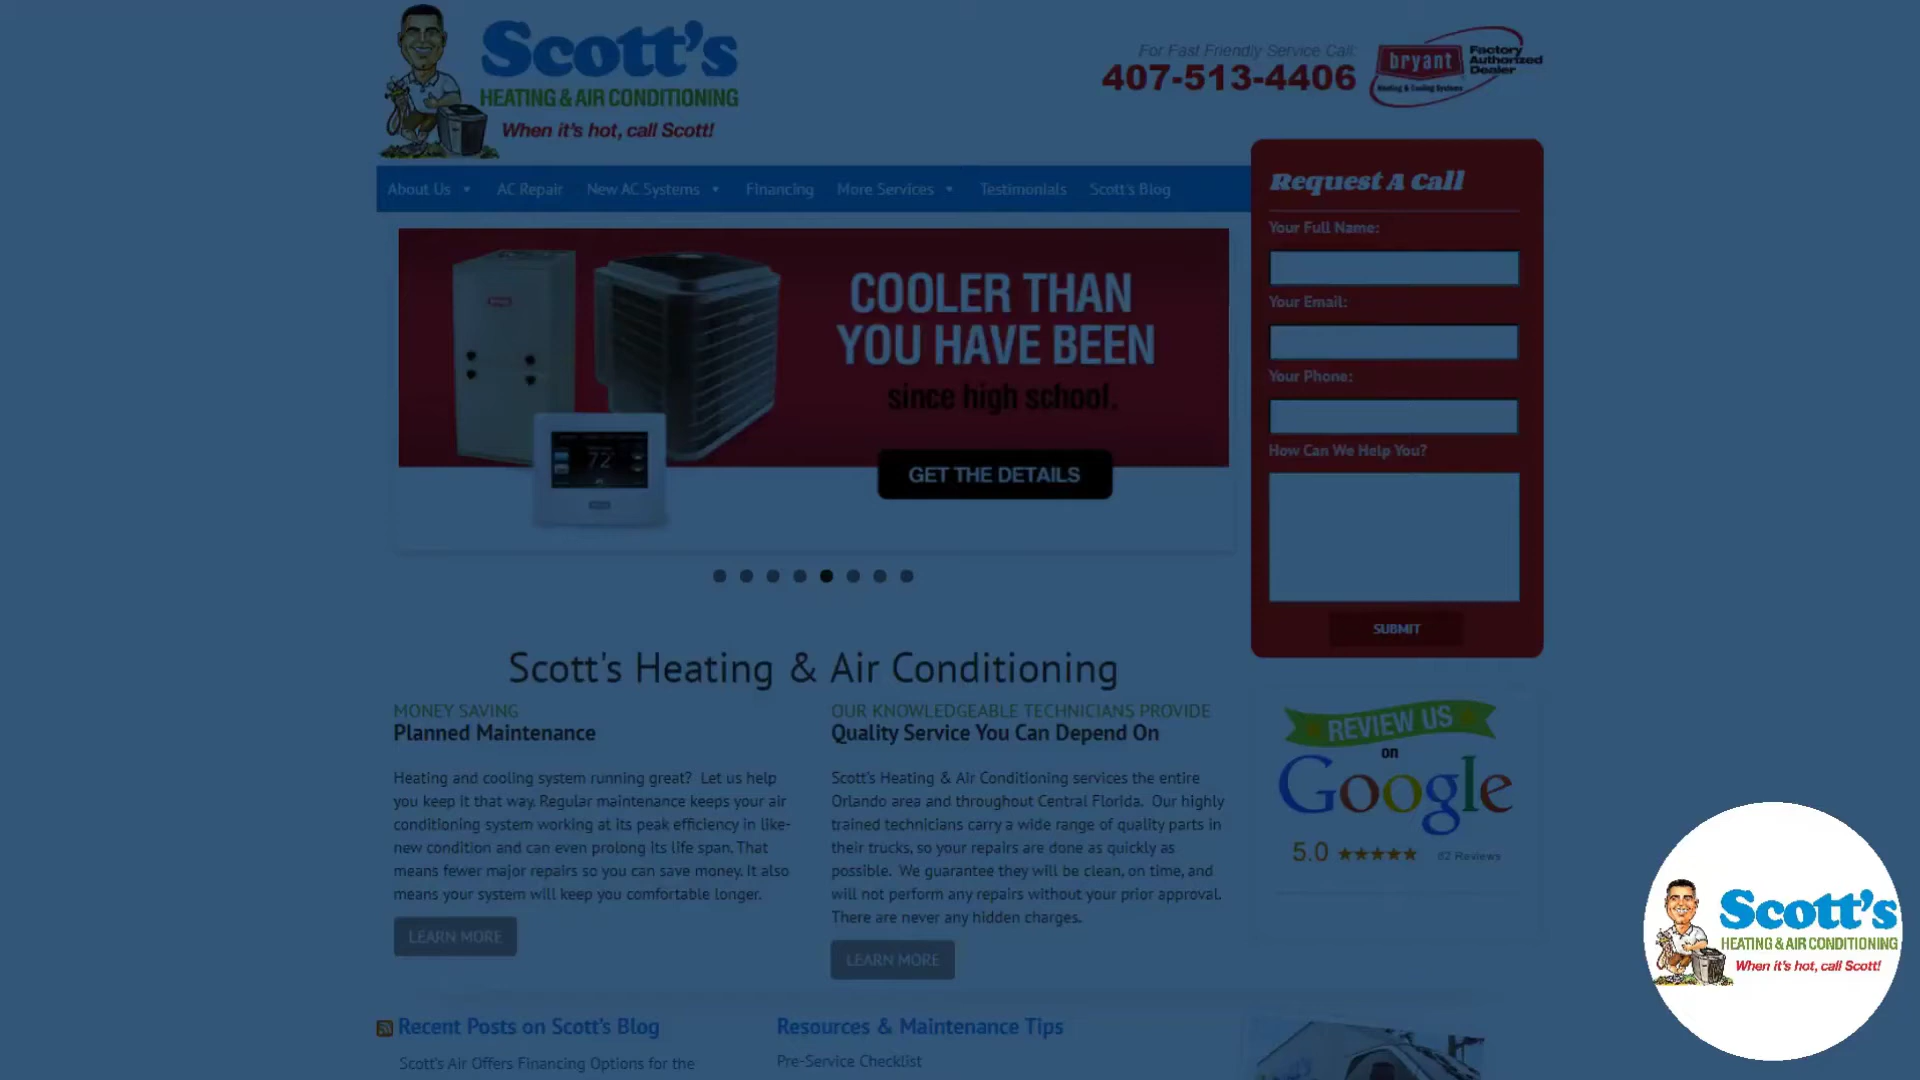 Scott's
HEATING & AIR CONDITIONING
When it's hot, call Scott!
For Fast Friendly Service Call:
407-513-4406
bryant
Heating & Cooling Systems
Factory
Authorized
Dealer
About Us
AC Repair
New AC Systems
Financing
More Services
Testimonials
Scott's Blog
COOLER THAN
YOU HAVE BEEN
since high school.
72
GET THE DETAILS
Request A Call
Your Full Name:
Your Email:
Your Phone:
How Can We Help You?
SUBMIT
Scott's Heating & Air Conditioning
MONEY SAVING
Planned Maintenance
Heating and cooling system running great? Let us help
you keep it that way. Regular maintenance keeps your air
conditioning system working at its peak efficiency in like-
new condition and can even prolong its life span. That
means fewer major repairs so you can save money. It also
means your system will keep you comfortable longer.
LEARN MORE
OUR KNOWLEDGEABLE TECHNICIANS PROVIDE
Quality Service You Can Depend On
Scott's Heating & Air Conditioning services the entire
Orlando area and throughout Central Florida. Our highly
trained technicians carry a wide range of quality parts in
their trucks, so your repairs are done as quickly as
possible. We guarantee they will be clean, on time, and
will not perform any repairs without your prior approval.
There are never any hidden charges.
LEARN MORE
REVIEW US
on
Google
5.0 ★★★★★ 62 Reviews
Recent Posts on Scott's Blog
Scott's Air Offers Financing Options for the
Resources & Maintenance Tips
Pre-Service Checklist
Scott's
HEATING & AIR CONDITIONING
When it's hot, call Scott!